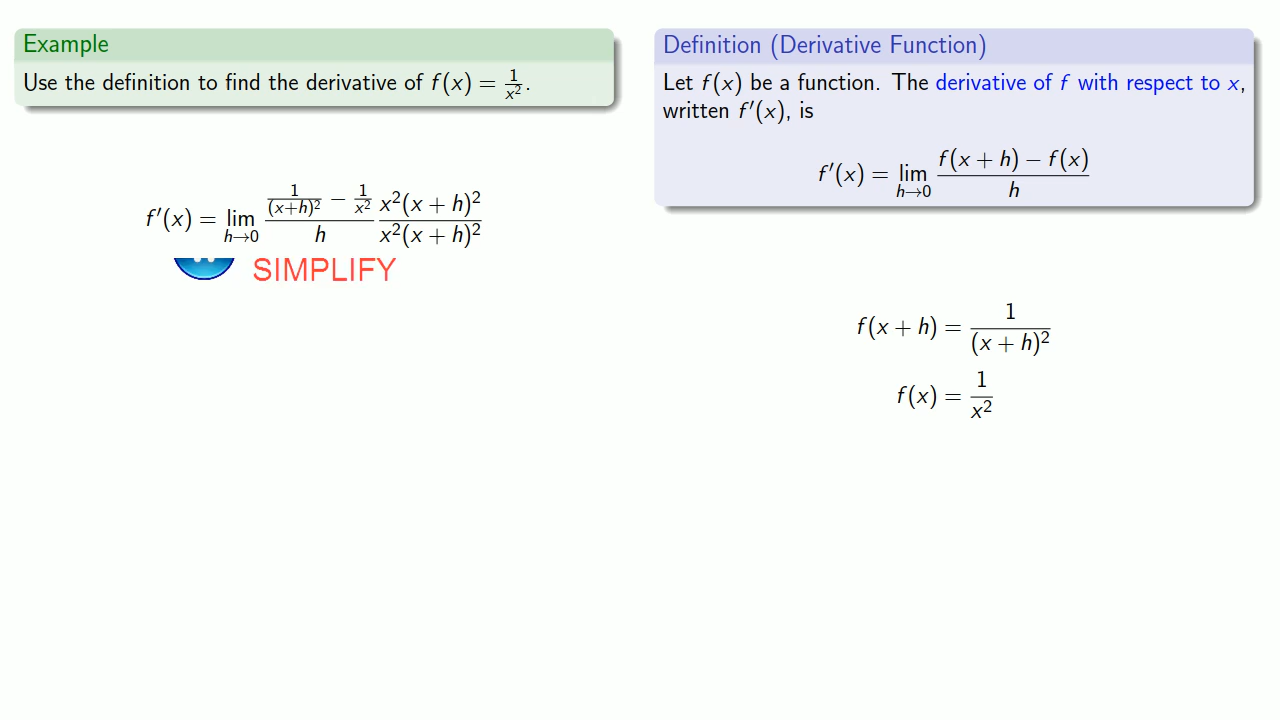 Example
Use the definition to find the derivative of f(x) = 1/x².
f′(x) = lim_{h→0} (1/(x+h)² − 1/x²)/h · x²(x + h)²/x²(x + h)²
SIMPLIFY
Definition (Derivative Function)
Let f(x) be a function. The derivative of f with respect to x,
written f′(x), is
f′(x) = lim_{h→0} (f(x + h) − f(x))/h
f(x + h) = 1/(x + h)²
f(x) = 1/x²